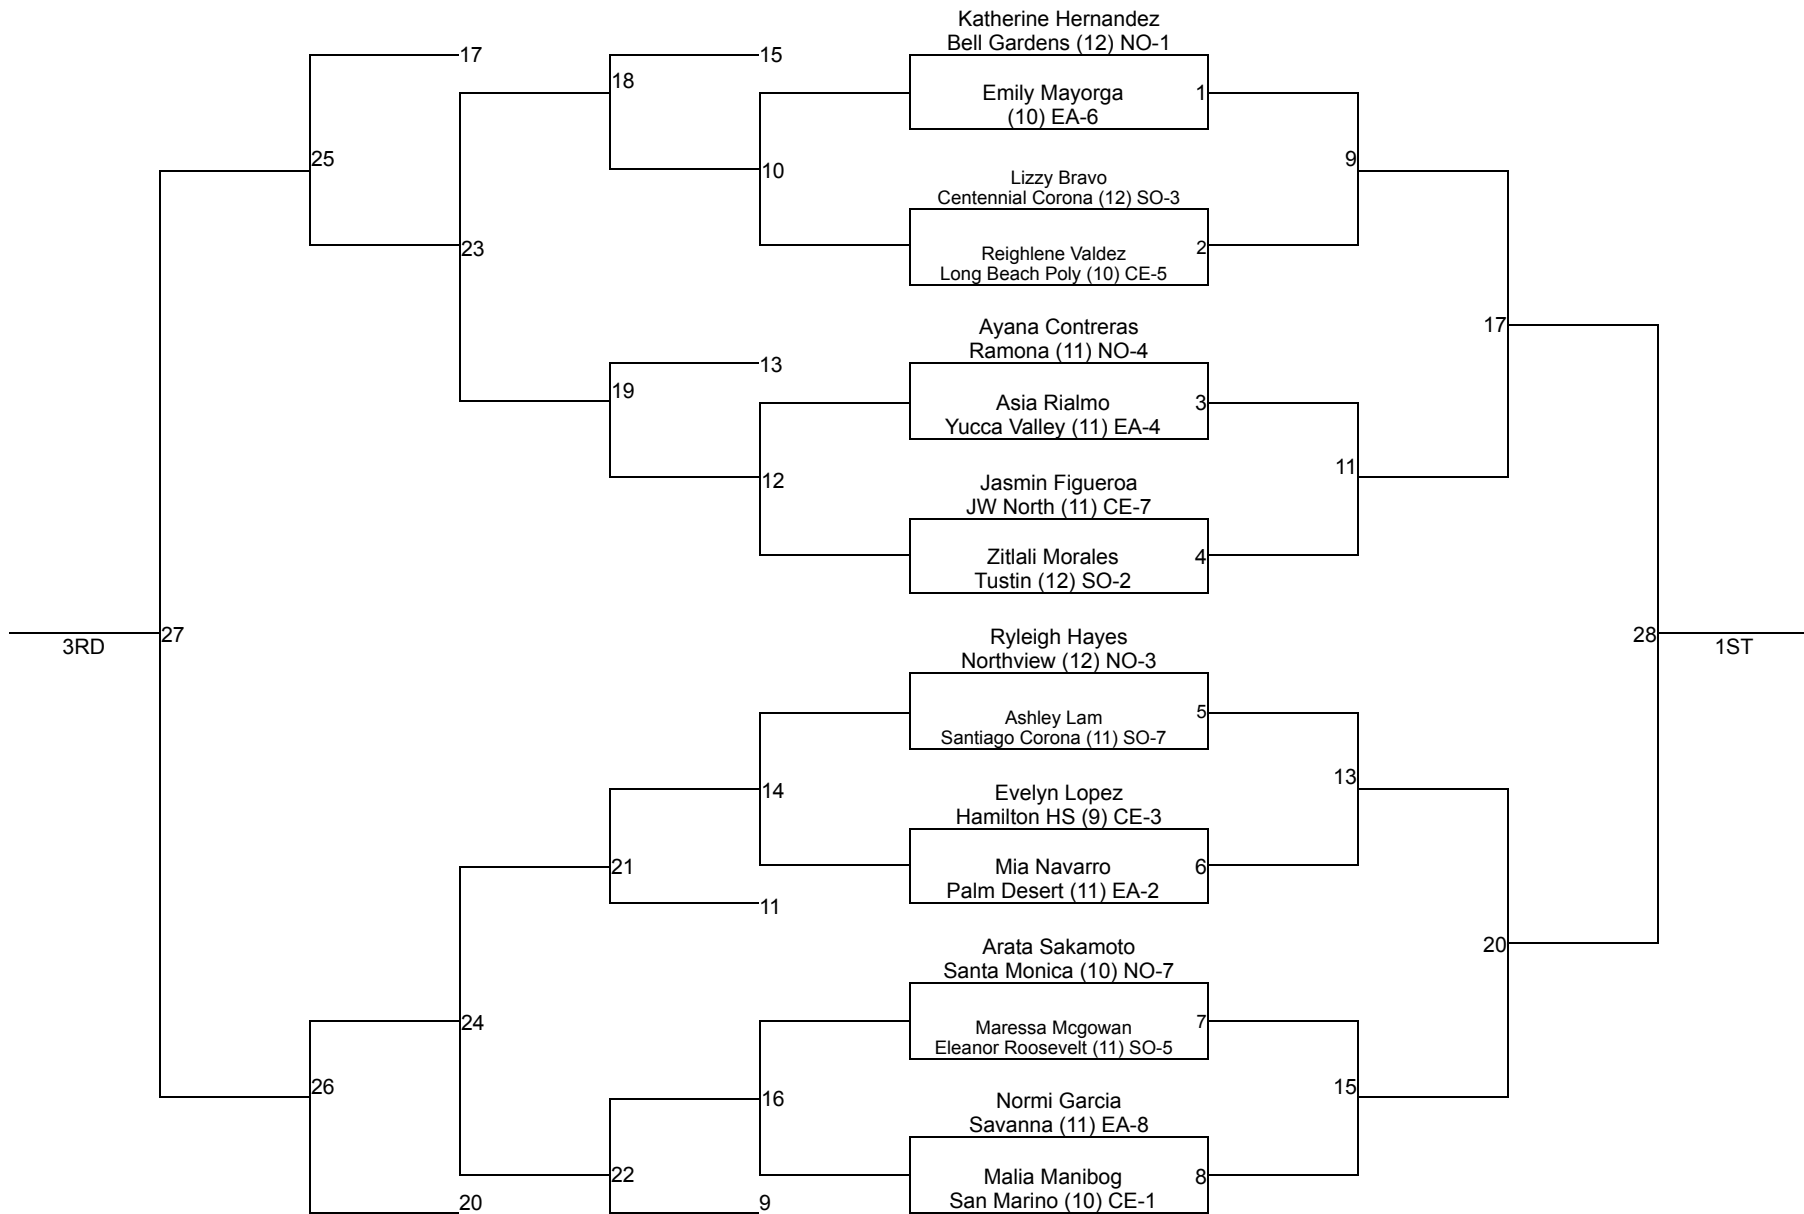 Katherine Hernandez
Bell Gardens (12) NO-1
17
15
18
Emily Mayorga
1
(10) EA-6
25
10
9
Lizzy Bravo
Centennial Corona (12) SO-3
23
Reighlene Valdez
2
Long Beach Poly (10) CE-5
Ayana Contreras
17
Ramona (11) NO-4
13
19
Asia Rialmo
3
Yucca Valley (11) EA-4
12
11
Jasmin Figueroa
JW North (11) CE-7
Zitlali Morales
4
Tustin (12) SO-2
3RD
27
Ryleigh Hayes
28
1ST
Northview (12) NO-3
Ashley Lam
5
Santiago Corona (11) SO-7
14
13
Evelyn Lopez
Hamilton HS (9) CE-3
21
Mia Navarro
6
Palm Desert (11) EA-2
11
Arata Sakamoto
20
Santa Monica (10) NO-7
24
Maressa Mcgowan
7
Eleanor Roosevelt (11) SO-5
26
16
15
Normi Garcia
Savanna (11) EA-8
22
Malia Manibog
8
San Marino (10) CE-1
20
9